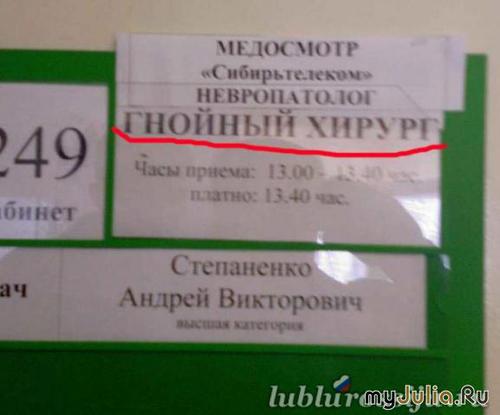 МЕДОСМОТР
«Сибирьтелеком»
НЕВРОПАТОЛОГ
ГНОЙНЫЙ ХИРУРГ
Часы приема: 13.00 - 13.40 час.
платно: 13.40 час.
249
бинет
Степаненко
ач
Андрей Викторович
высшая категория
myJulia.Ru